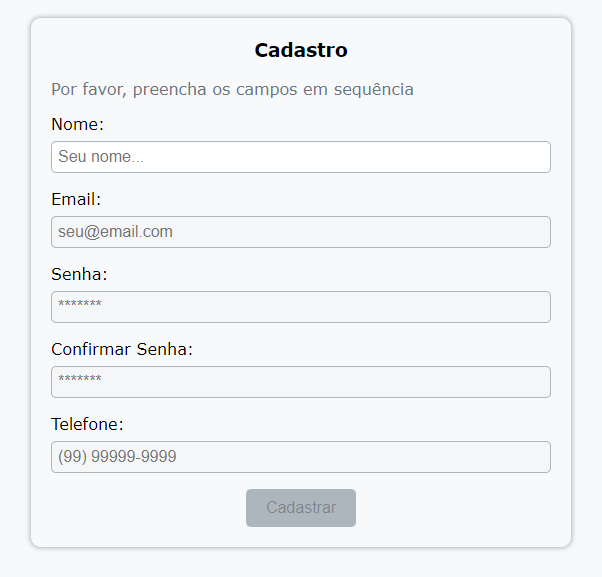 Cadastro
Por favor, preencha os campos em sequência
Nome:
Seu nome...
Email:
seu@email.com
Senha:
*******
Confirmar Senha:
*******
Telefone:
(99) 99999-9999
Cadastrar